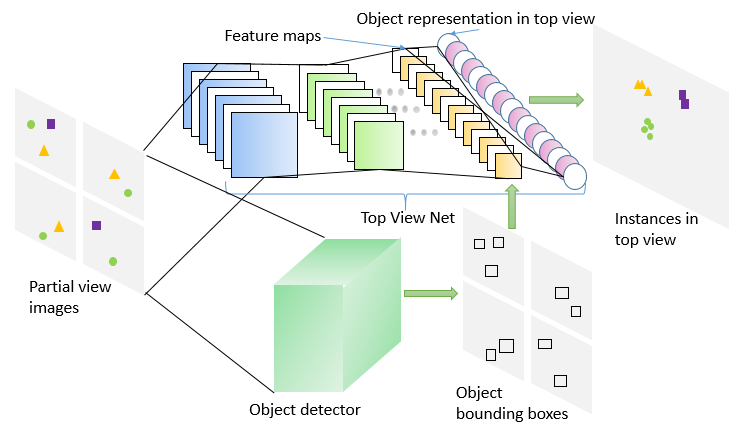 Object representation in top view
Feature maps
Top View Net
Instances in
top view
Partial view
images
Object detector
Object
bounding boxes